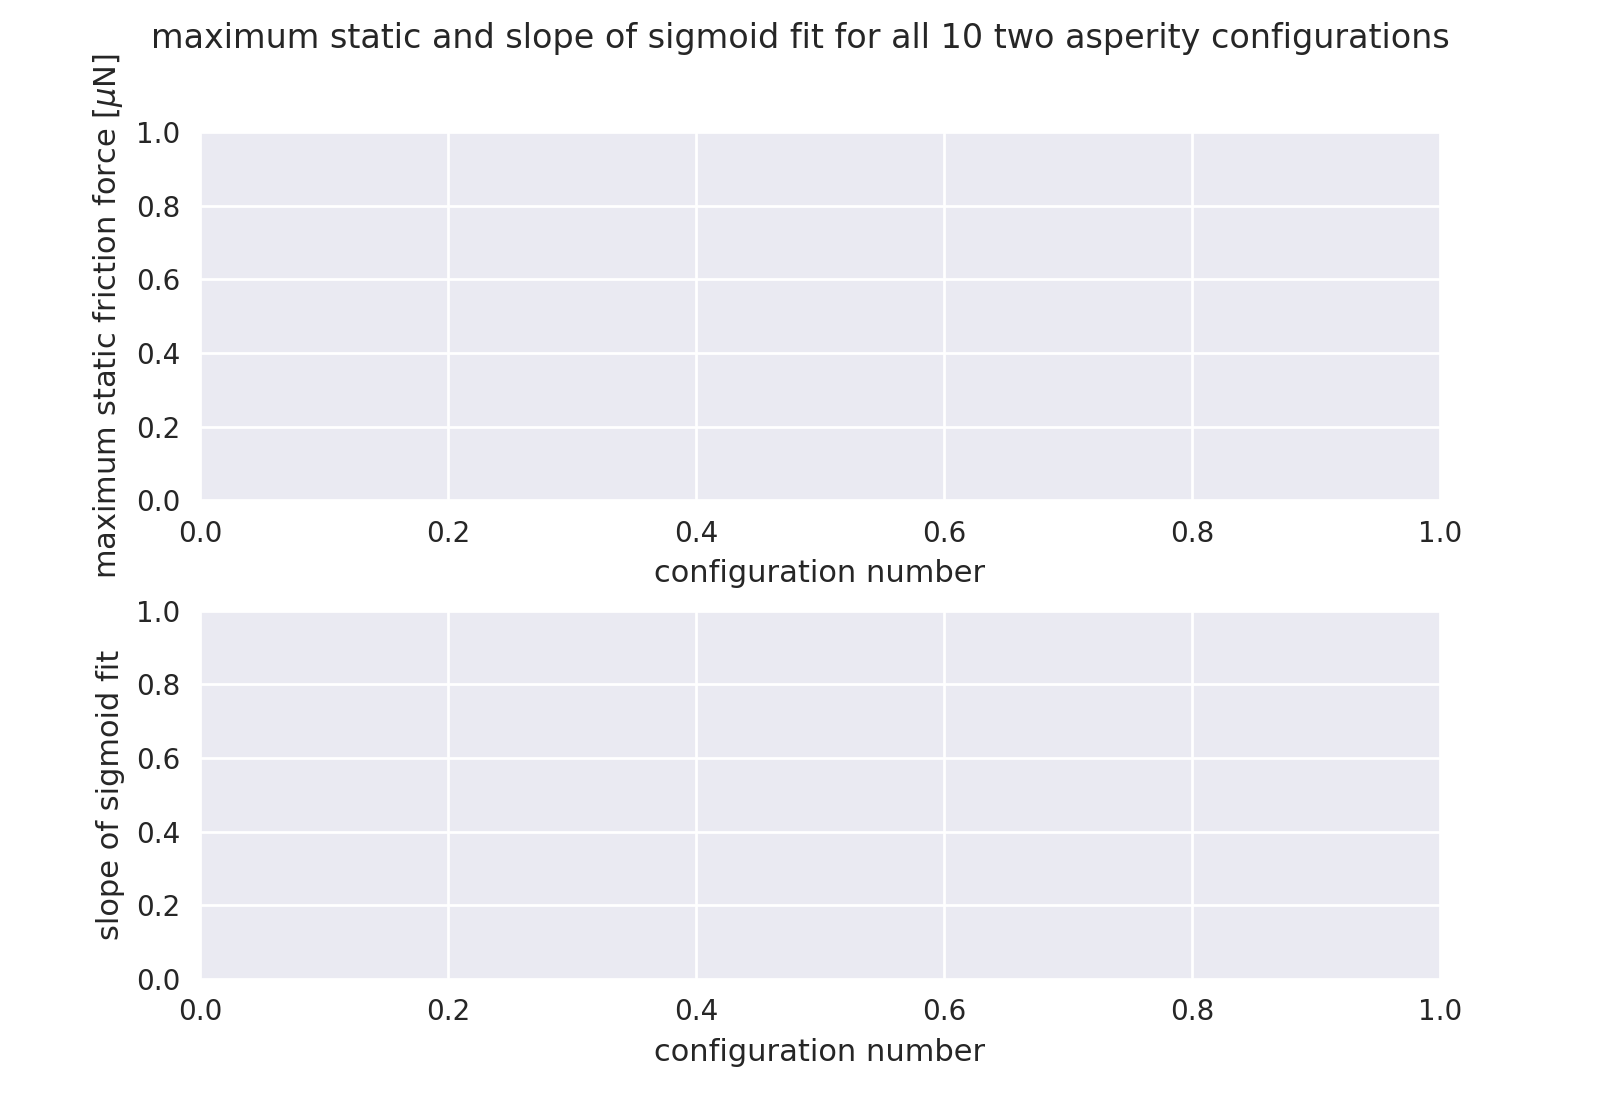 maximum static and slope of sigmoid fit for all 10 two asperity configurations
maximum static friction force [μN]
1.0
0.8
0.6
0.4
0.2
0.0
0.0 0.2 0.4 0.6 0.8 1.0
configuration number
slope of sigmoid fit
1.0
0.8
0.6
0.4
0.2
0.0
0.0 0.2 0.4 0.6 0.8 1.0
configuration number